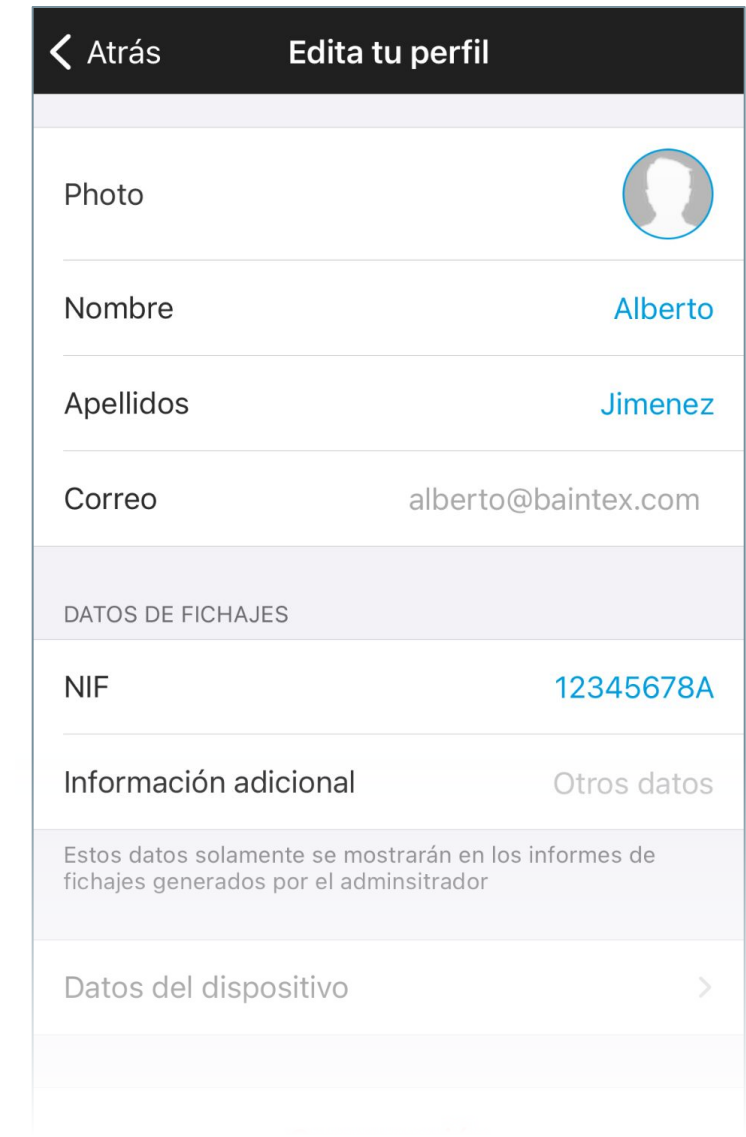 Atrás Edita tu perfil
Photo
Nombre Alberto
Apellidos Jimenez
Correo alberto@baintex.com
DATOS DE FICHAJES
NIF 12345678A
Información adicional Otros datos
Estos datos solamente se mostrarán en los informes de
fichajes generados por el adminsitrador
Datos del dispositivo